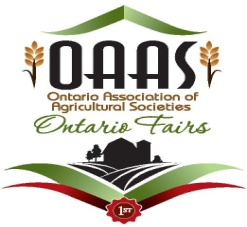 OAAS
Ontario Association of
Agricultural Societies
Ontario Fairs
1ST